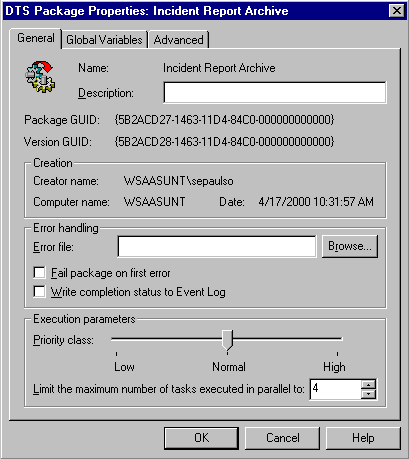 DTS Package Properties: Incident Report Archive
General Global Variables Advanced
Name: Incident Report Archive
Description:
Package GUID: {5B2ACD27-1463-11D4-84C0-000000000000}
Version GUID: {5B2ACD28-1463-11D4-84C0-000000000000}
Creation
Creator name: WSAASUNT\sepaulso
Computer name: WSAASUNT Date: 4/17/2000 10:31:57 AM
Error handling
Error file: Browse...
Fail package on first error
Write completion status to Event Log
Execution parameters
Priority class:
Low Normal High
Limit the maximum number of tasks executed in parallel to: 4
OK Cancel Help